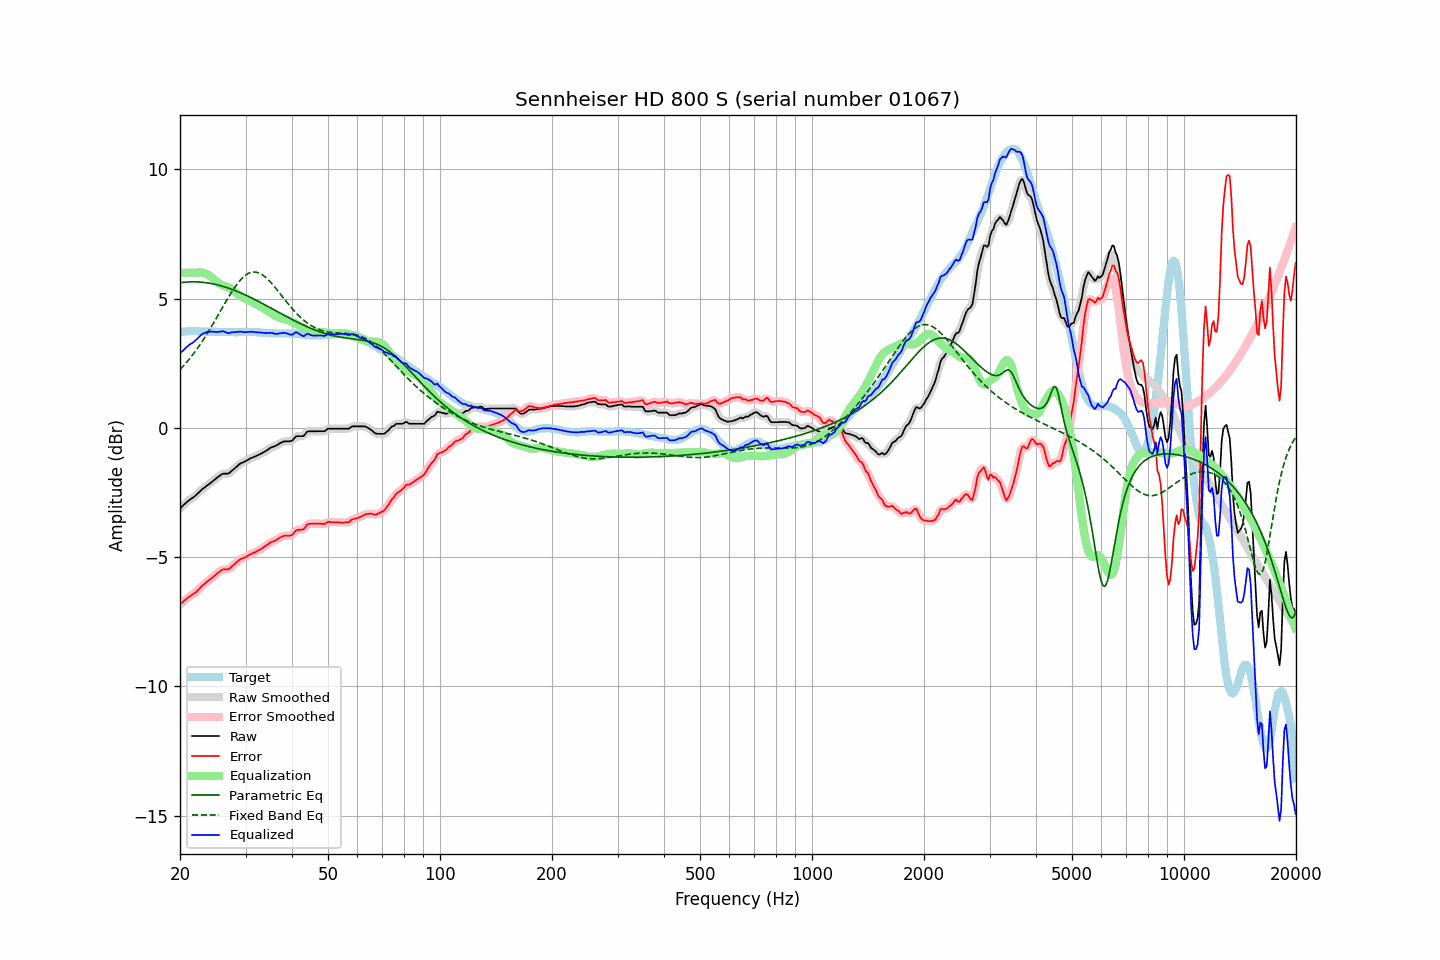 Sennheiser HD 800 S (serial number 01067)
Amplitude (dBr)
10
5
0
−5
−10
−15
Target
Raw Smoothed
Error Smoothed
Raw
Error
Equalization
Parametric Eq
Fixed Band Eq
Equalized
20 50 100 200 500 1000 2000 5000 10000 20000
Frequency (Hz)